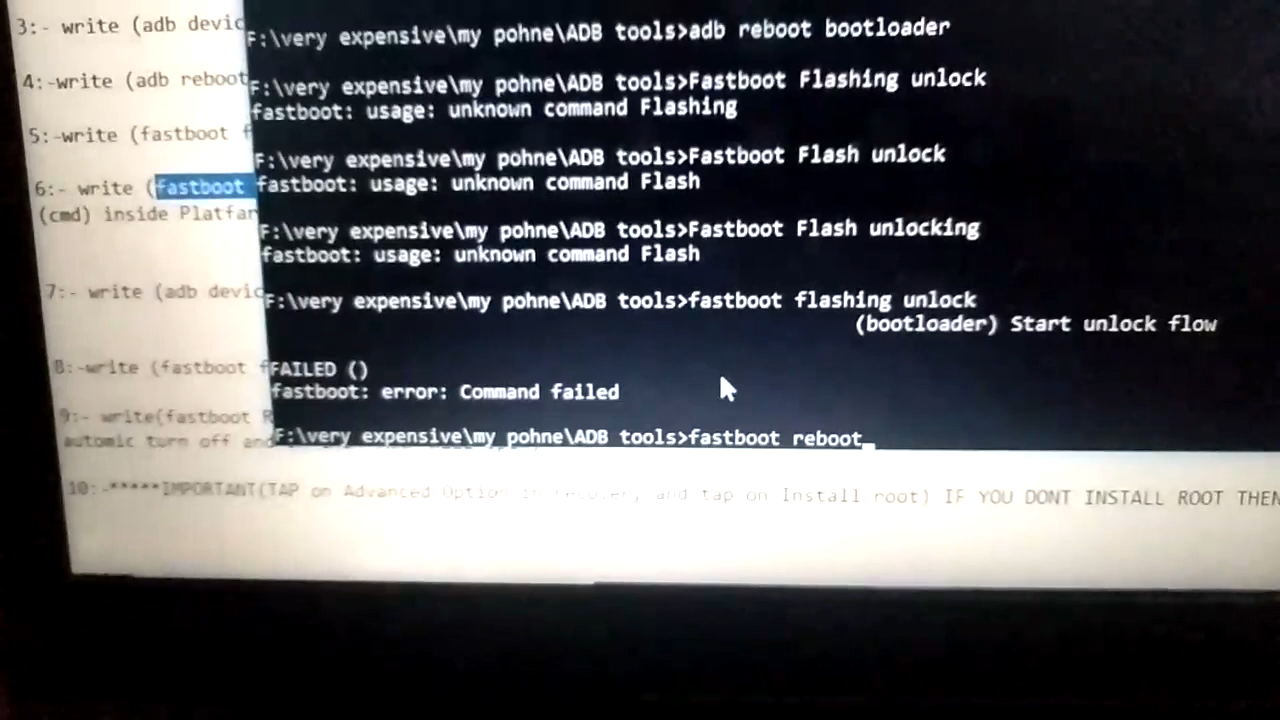 3:- write (adb devic
F:\very expensive\my pohne\ADB tools>adb reboot bootloader
4:-write (adb reboot
F:\very expensive\my pohne\ADB tools>Fastboot Flashing unlock
fastboot: usage: unknown command Flashing
5:-write (fastboot f
F:\very expensive\my pohne\ADB tools>Fastboot Flash unlock
6:- write (fastboot
fastboot: usage: unknown command Flash
(cmd) inside Platfar
F:\very expensive\my pohne\ADB tools>Fastboot Flash unlocking
fastboot: usage: unknown command Flash
7:- write (adb devic
F:\very expensive\my pohne\ADB tools>fastboot flashing unlock
(bootloader) Start unlock flow
8:-write (fastboot f
FAILED ()
fastboot: error: Command failed
9:- write(fastboot R
automic turn off and
F:\very expensive\my pohne\ADB tools>fastboot reboot_
10:-*****IMPORTANT(TAP on Advanced Option in and tap on Install root) IF YOU DONT INSTALL ROOT THEN